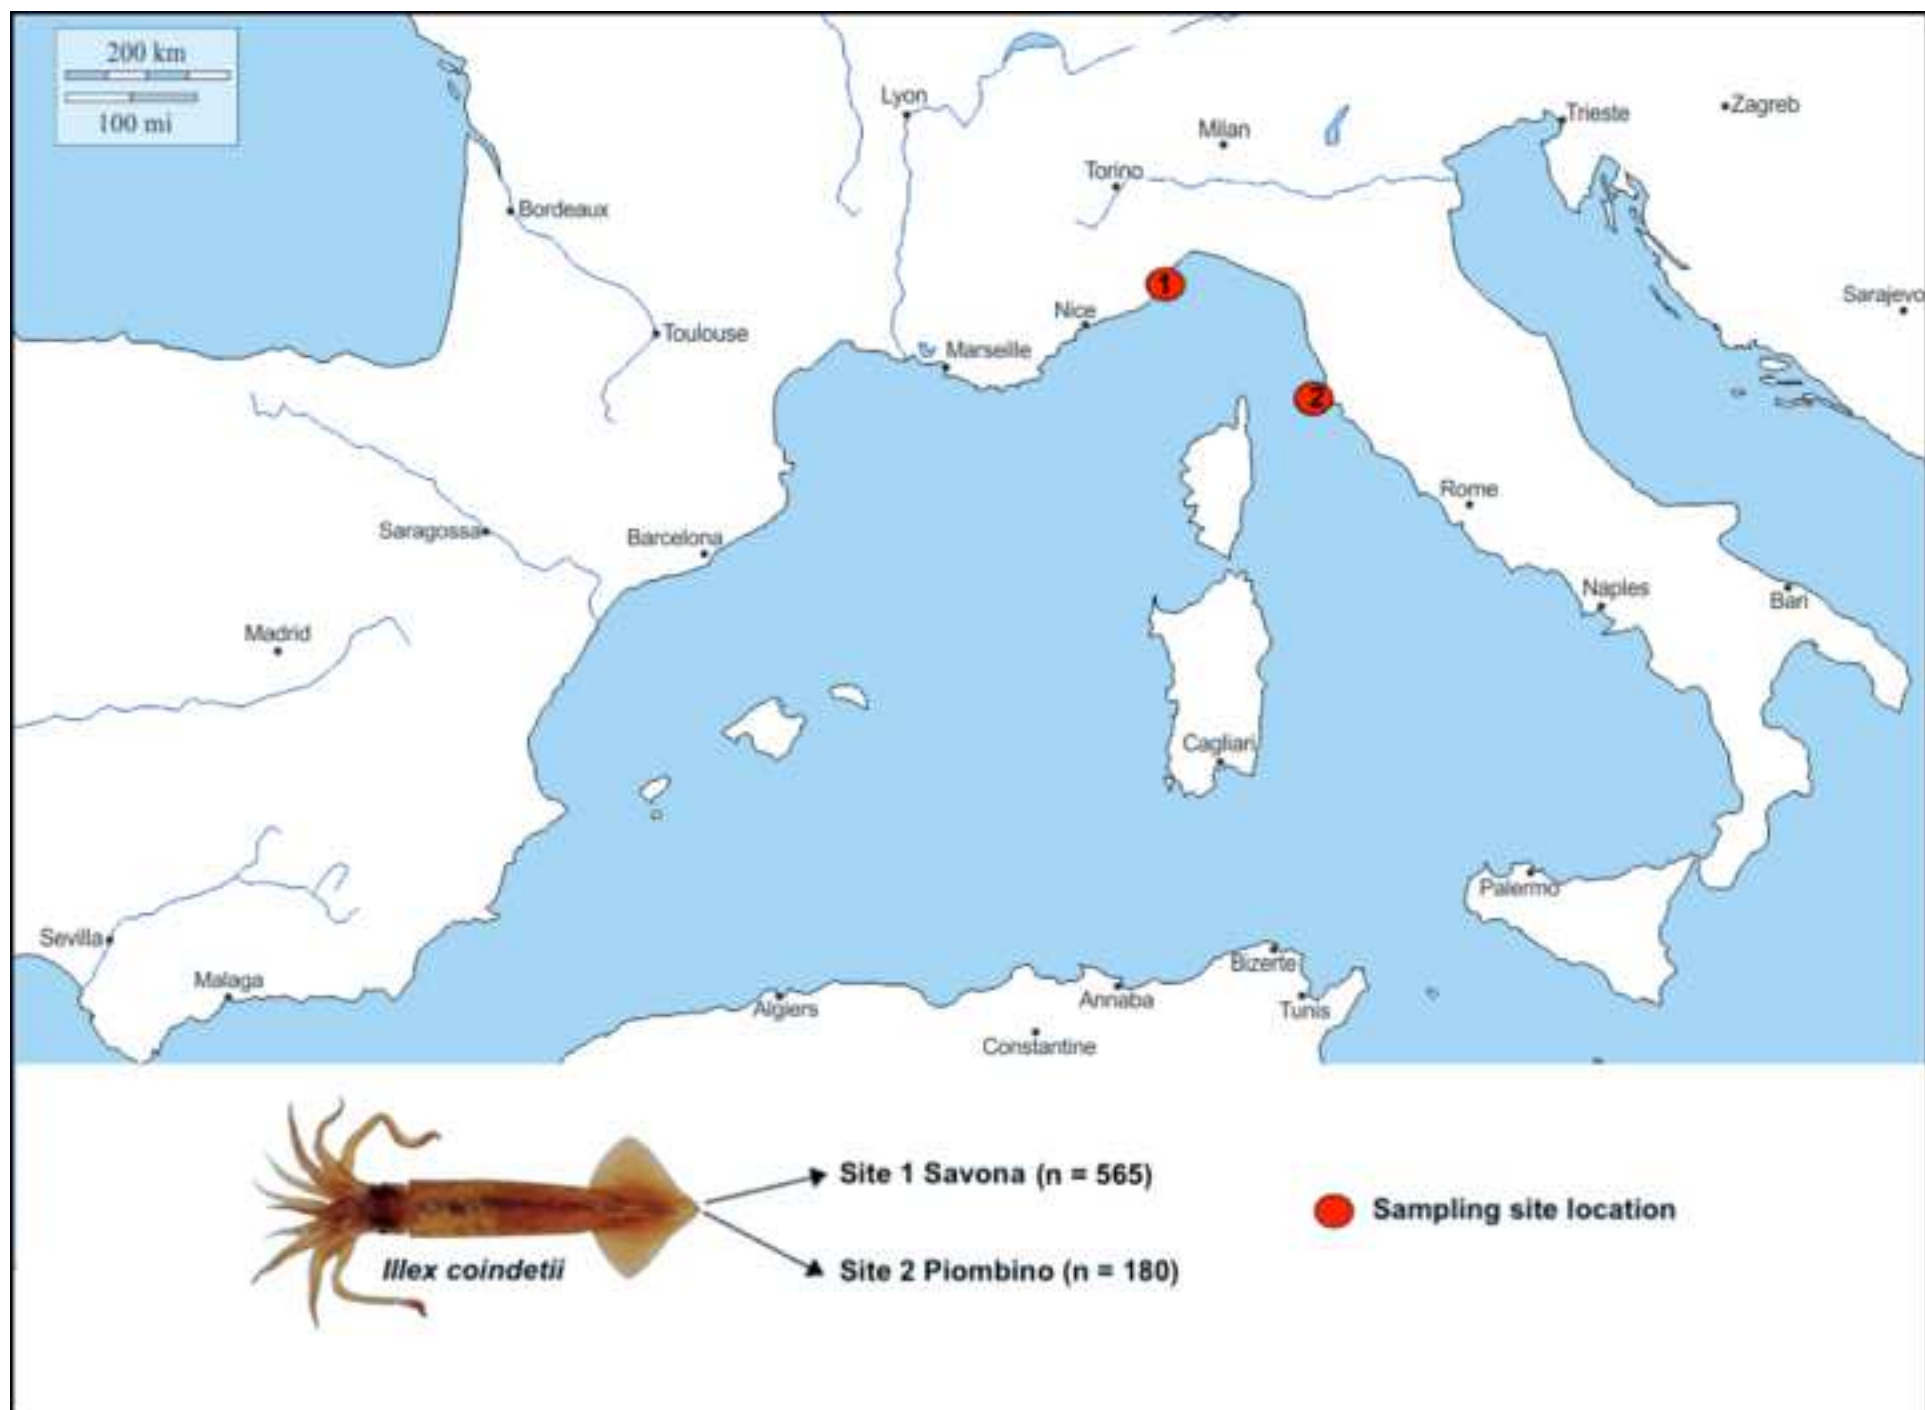 200 km
100 mi
Lyon
Milan
Trieste
Zagreb
Torino
Bordeaux
1
Sarajevo
Nice
Toulouse
Marseille
2
Rome
Saragossa
Barcelona
Naples
Bari
Madrid
Cagliari
Palermo
Sevilla
Malaga
Bizerte
Algiers
Annaba
Tunis
Constantine
Site 1 Savona (n = 565)
Sampling site location
Illex coindetii
Site 2 Piombino (n = 180)